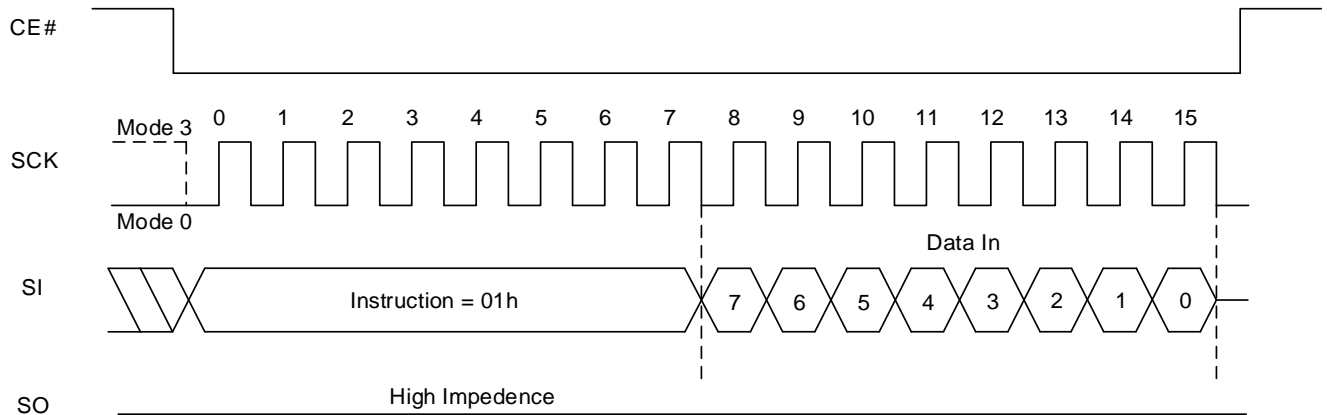 CE#
SCK
Mode 3
0 1 2 3 4 5 6 7 8 9 10 11 12 13 14 15
Mode 0
Data In
SI
Instruction = 01h
7 6 5 4 3 2 1 0
SO
High Impedence